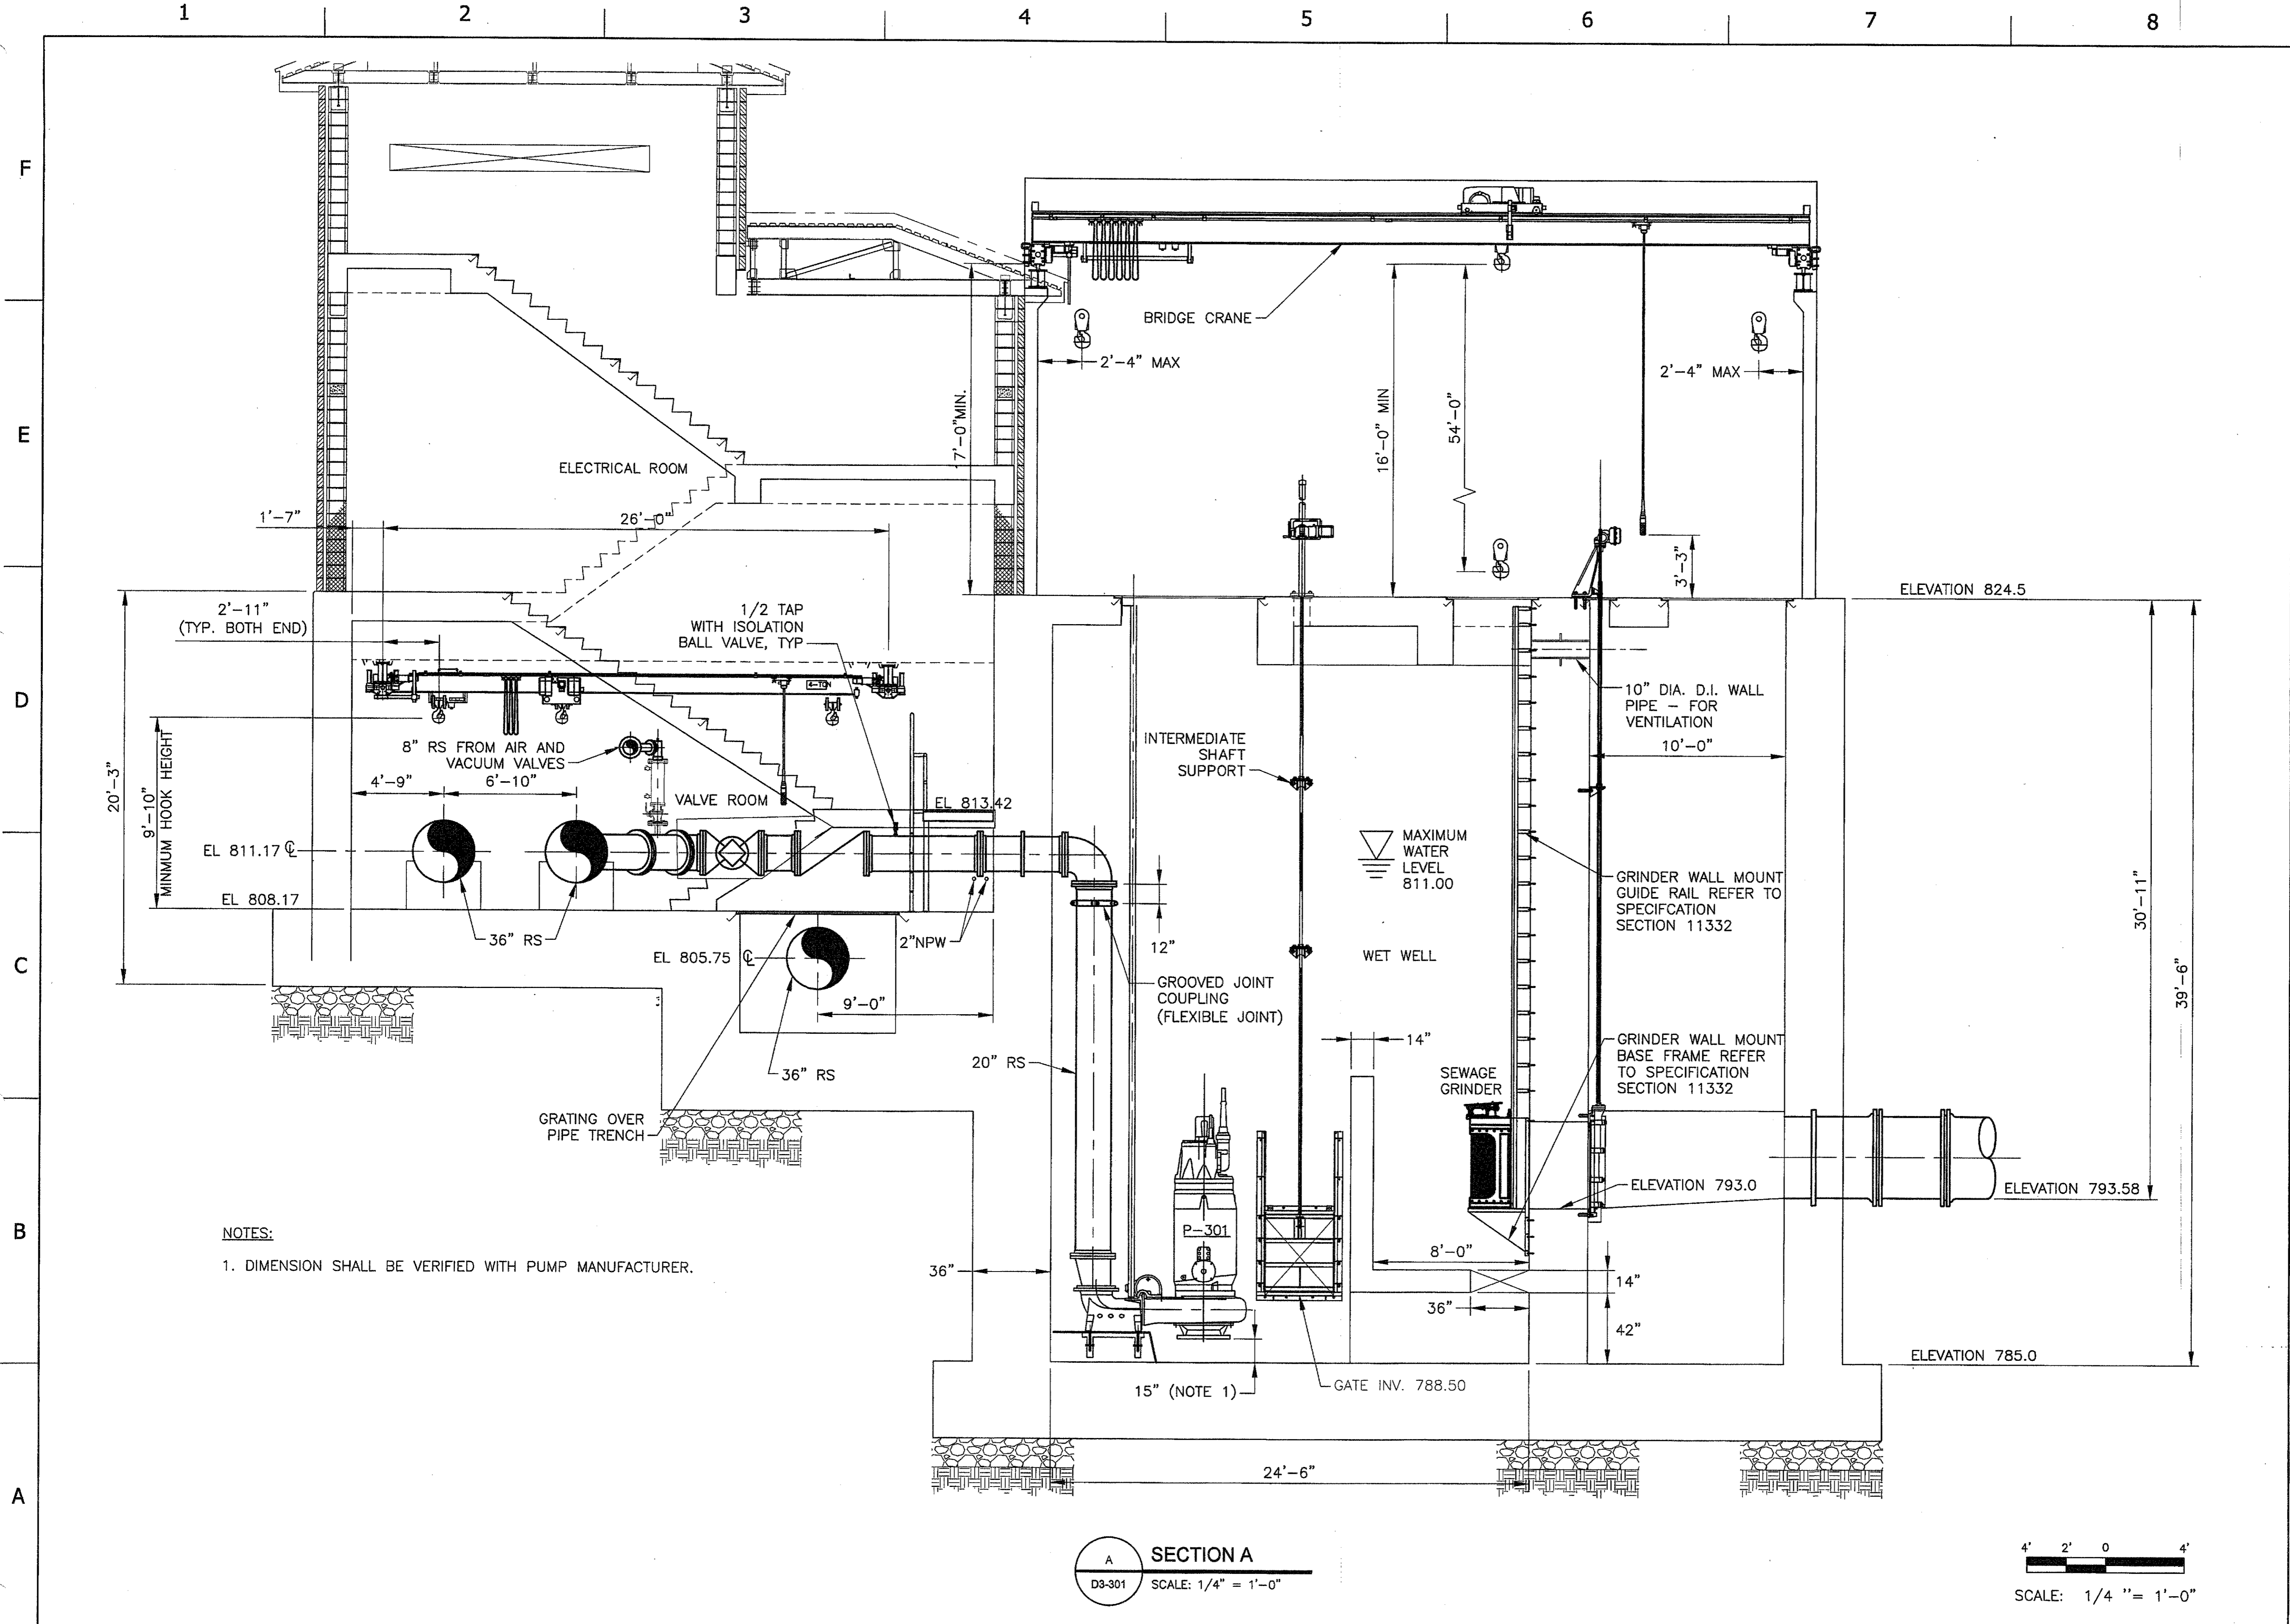 1 2 3 4 5 6 7 8
F
E
D
C
B
A
BRIDGE CRANE
2'-4" MAX
2'-4" MAX
16'-0" MIN
54'-0"
17'-0"MIN.
ELECTRICAL ROOM
1'-7"
26'-0"
3'-3"
ELEVATION 824.5
2'-11"
(TYP. BOTH END)
1/2 TAP
WITH ISOLATION
BALL VALVE, TYP
10" DIA. D.I. WALL
PIPE - FOR
VENTILATION
10'-0"
INTERMEDIATE
SHAFT
SUPPORT
8" RS FROM AIR AND
VACUUM VALVES
20'-3"
9'-10"
MINMUM HOOK HEIGHT
4'-9"
6'-10"
VALVE ROOM
EL 813.42
EL 811.17
EL 808.17
MAXIMUM
WATER
LEVEL
811.00
GRINDER WALL MOUNT
GUIDE RAIL REFER TO
SPECIFCATION
SECTION 11332
30'-11"
39'-6"
36" RS
EL 805.75
2"NPW
12"
WET WELL
GROOVED JOINT
COUPLING
(FLEXIBLE JOINT)
9'-0"
36" RS
20" RS
14"
SEWAGE
GRINDER
GRINDER WALL MOUNT
BASE FRAME REFER
TO SPECIFICATION
SECTION 11332
GRATING OVER
PIPE TRENCH
ELEVATION 793.0
ELEVATION 793.58
P-301
NOTES:
1. DIMENSION SHALL BE VERIFIED WITH PUMP MANUFACTURER.
36"
8'-0"
14"
36"
42"
ELEVATION 785.0
15" (NOTE 1)
GATE INV. 788.50
24'-6"
A
D3-301
SECTION A
SCALE: 1/4" = 1'-0"
4' 2' 0 4'
SCALE: 1/4 "= 1'-0"